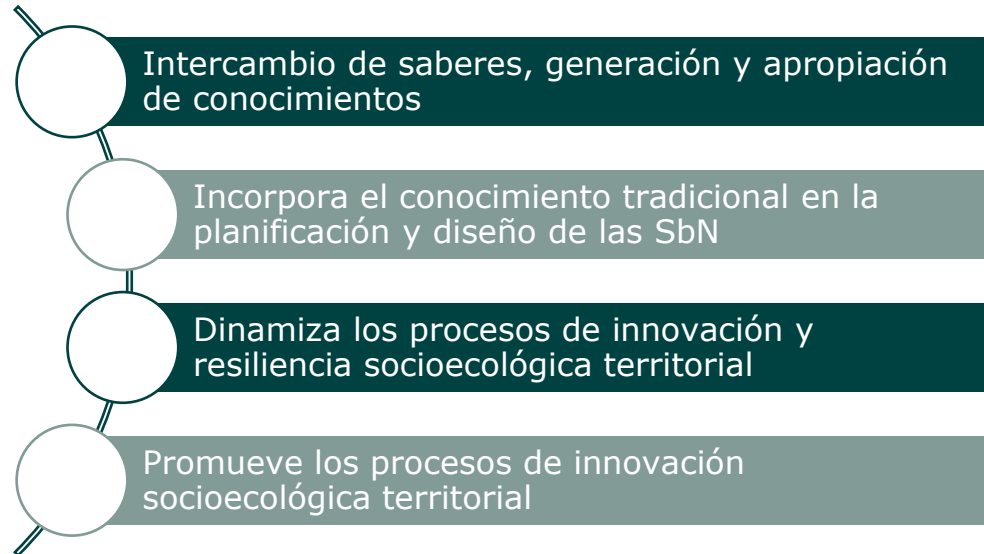 Intercambio de saberes, generación y apropiación
de conocimientos
Incorpora el conocimiento tradicional en la
planificación y diseño de las SbN
Dinamiza los procesos de innovación y
resiliencia socioecológica territorial
Promueve los procesos de innovación
socioecológica territorial